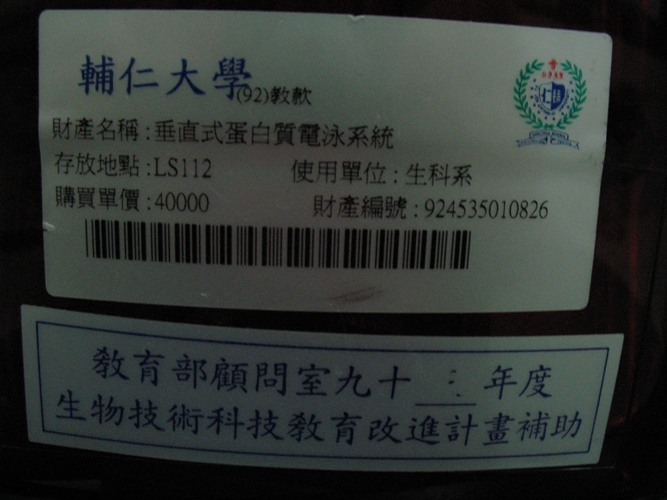 輔仁大學(92)教款
財產名稱:垂直式蛋白質電泳系統
存放地點:LS112 使用單位:生科系
購買單價:40000 財產編號:924535010826
教育部顧問室九十 年度
生物技術科技教育改進計畫補助